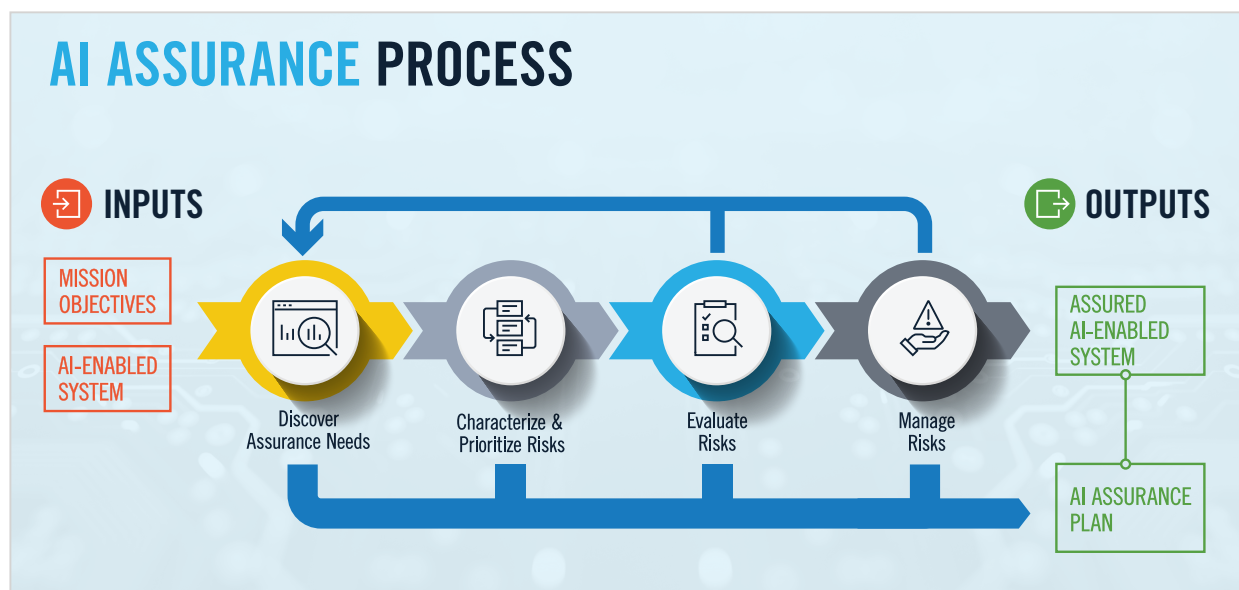 AI ASSURANCE PROCESS
INPUTS
MISSION
OBJECTIVES
AI-ENABLED
SYSTEM
Discover
Assurance Needs
Characterize &
Prioritize Risks
Evaluate
Risks
Manage
Risks
OUTPUTS
ASSURED
AI-ENABLED
SYSTEM
AI ASSURANCE
PLAN